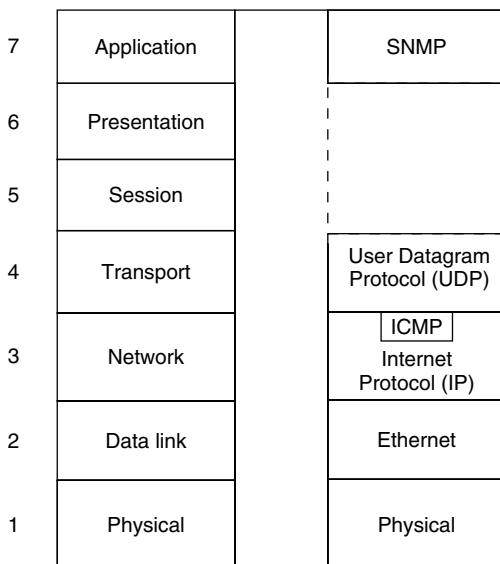 7 Application SNMP
6 Presentation
5 Session
4 Transport User Datagram
Protocol (UDP)
ICMP
3 Network Internet
Protocol (IP)
2 Data link Ethernet
1 Physical Physical